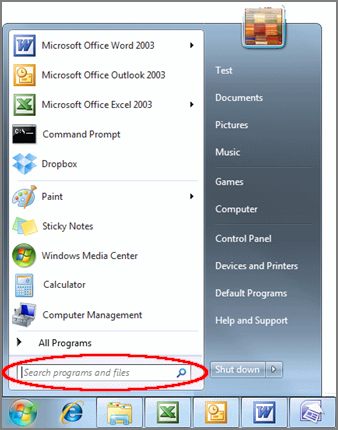 Microsoft Office Word 2003
Microsoft Office Outlook 2003
Microsoft Office Excel 2003
Command Prompt
Dropbox
Paint
Sticky Notes
Windows Media Center
Calculator
Computer Management
All Programs
Search programs and files
Test
Documents
Pictures
Music
Games
Computer
Control Panel
Devices and Printers
Default Programs
Help and Support
Shut down